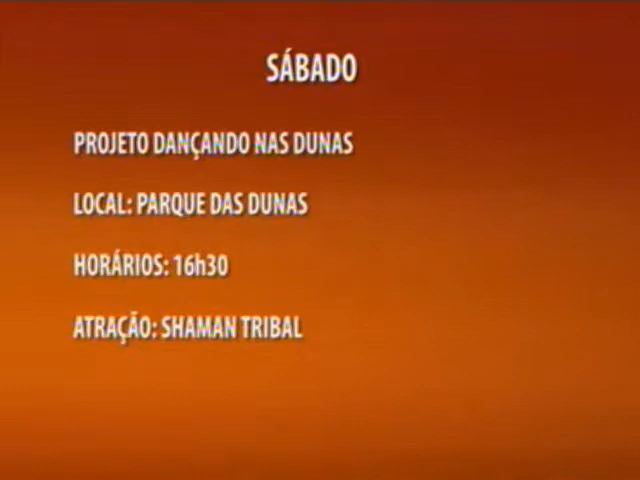 SÁBADO
PROJETO DANÇANDO NAS DUNAS
LOCAL: PARQUE DAS DUNAS
HORÁRIOS: 16h30
ATRAÇÃO: SHAMAN TRIBAL